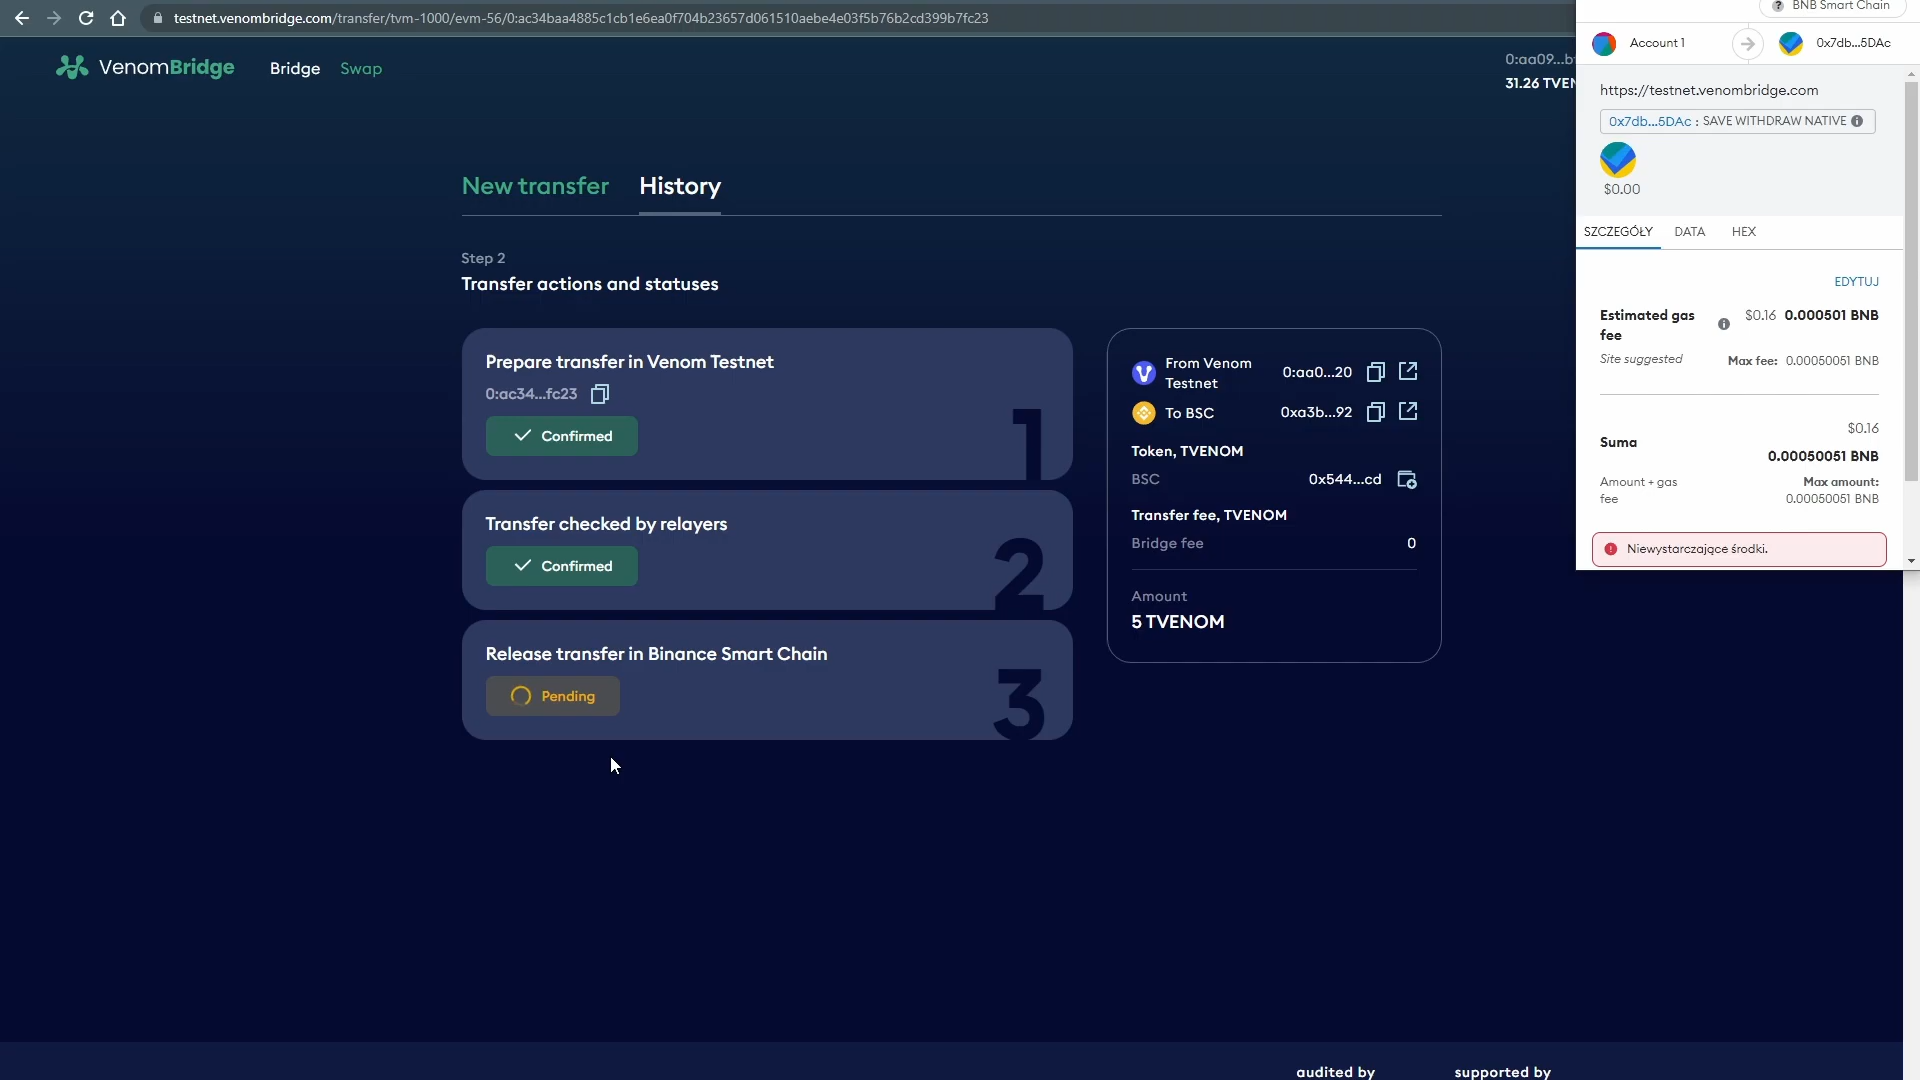 testnet.venombridge.com/transfer/tvm-1000/evm-56/0:ac34baa4885c1cb1e6ea0f704b23657d061510aebe4e03f5b76b2cd399b7fc23
VenomBridge
Bridge
Swap
31.26 TVEN
New transfer
History
Step 2
Transfer actions and statuses
Prepare transfer in Venom Testnet
0:ac34...fc23
Confirmed
1
Transfer checked by relayers
Confirmed
2
Release transfer in Binance Smart Chain
Pending
3
From Venom Testnet
0:aa0...20
To BSC
0xa3b...92
Token, TVENOM
BSC
0x544...cd
Transfer fee, TVENOM
Bridge fee
0
Amount
5 TVENOM
BNB Smart Chain
Account 1
0x7db...5DAc
https://testnet.venombridge.com
0x7db...5DAc : SAVE WITHDRAW NATIVE
$0.00
SZCZEGÓŁY
DATA
HEX
EDYTUJ
Estimated gas fee
$0.16 0.000501 BNB
Site suggested
Max fee: 0.00050051 BNB
$0.16
Suma
0.00050051 BNB
Amount + gas fee
Max amount:
0.00050051 BNB
Niewystarczające środki.
audited by
supported by